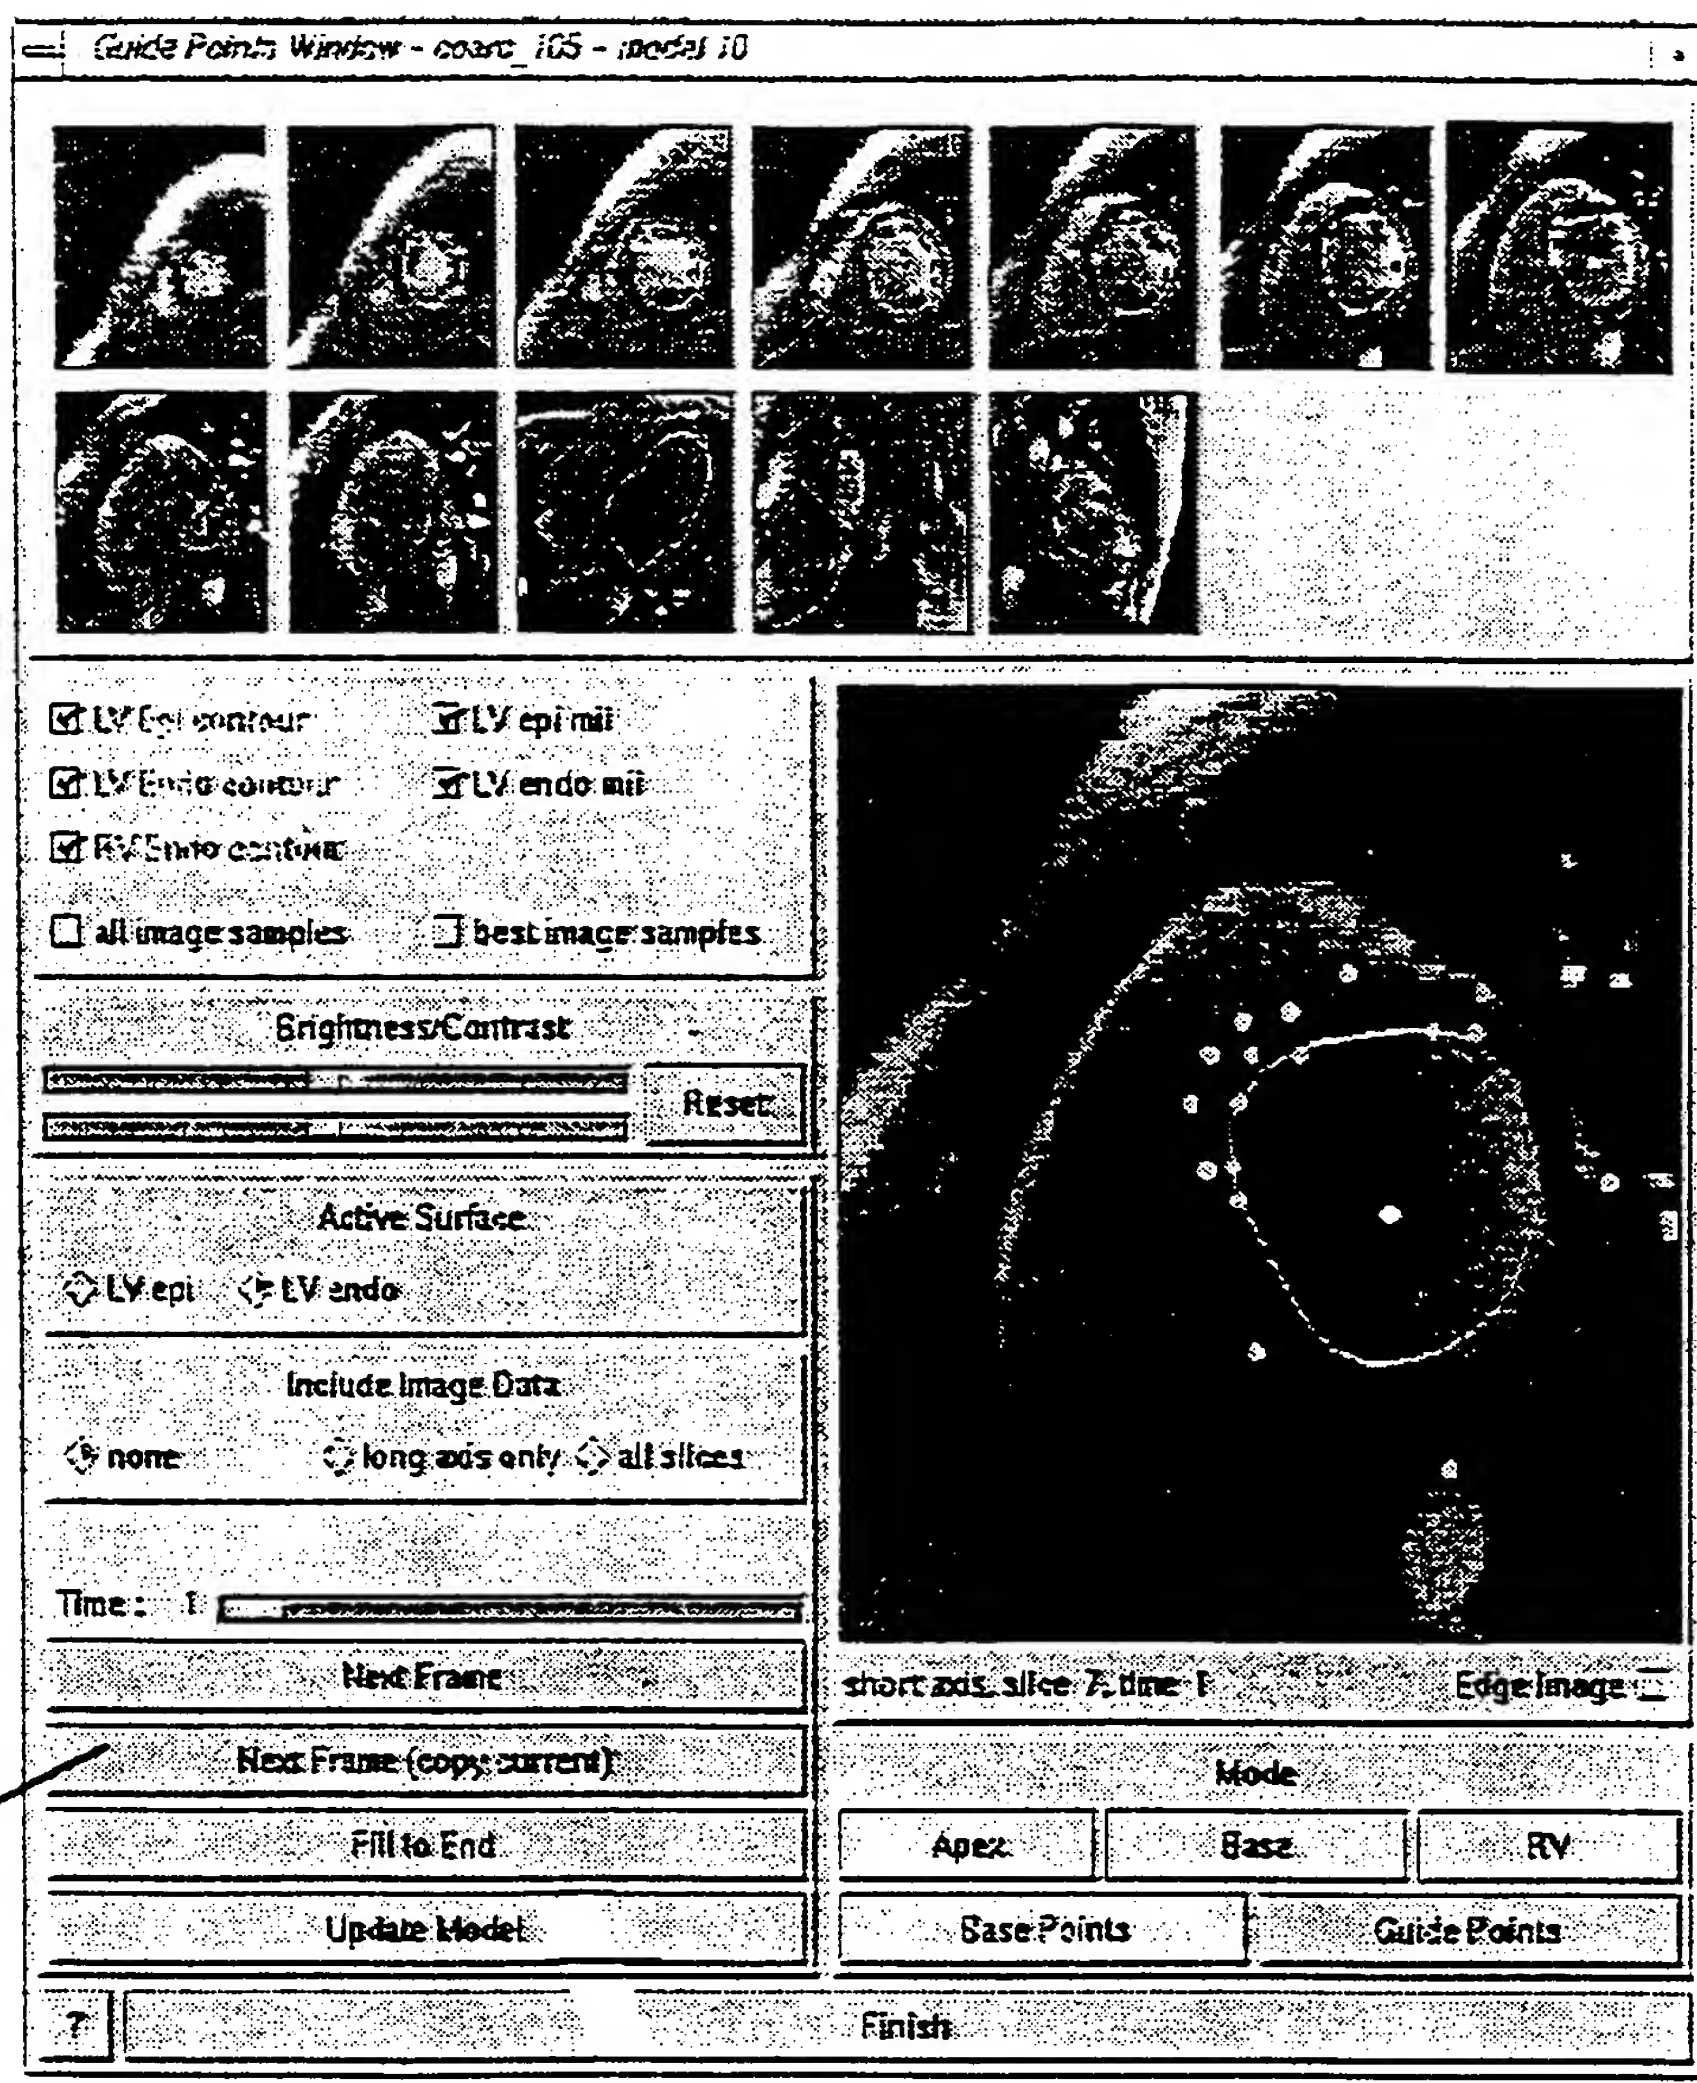 Guide Points Window - coarc_105 - model 10
LV Epi contour
LV epi mii
LV Endo contour
LV endo mii
RV Endo contour
all image samples
best image samples
Brightness/Contrast
Reset
Active Surface
LV epi
LV endo
Include Image Data
none
long axis only
all slices
Time : 1
Next Frame
Next Frame (copy current)
Fill to End
Update Model
short axis, slice 7, time 1
Edge Image
Mode
Apex
Base
RV
Base Points
Guide Points
?
Finish